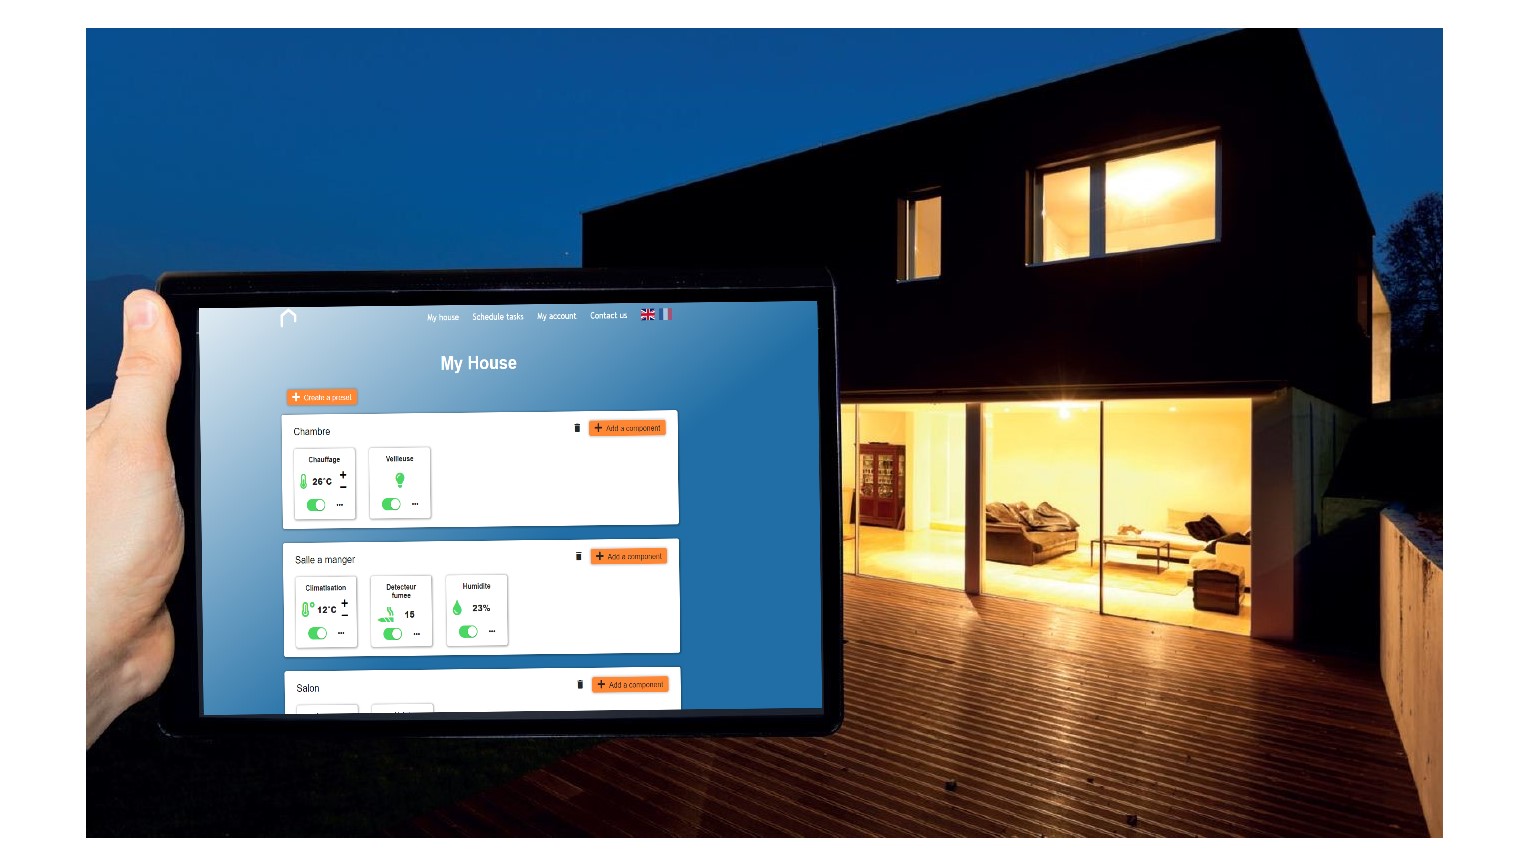 My house Schedule tasks My account Contact us
My House
Create a preset
Chambre
Add a component
Chauffage
26°C
Veilleuse
Salle a manger
Add a component
Climatisation
12°C
Detecteur
fumee
15
Humidite
23%
Salon
Add a component